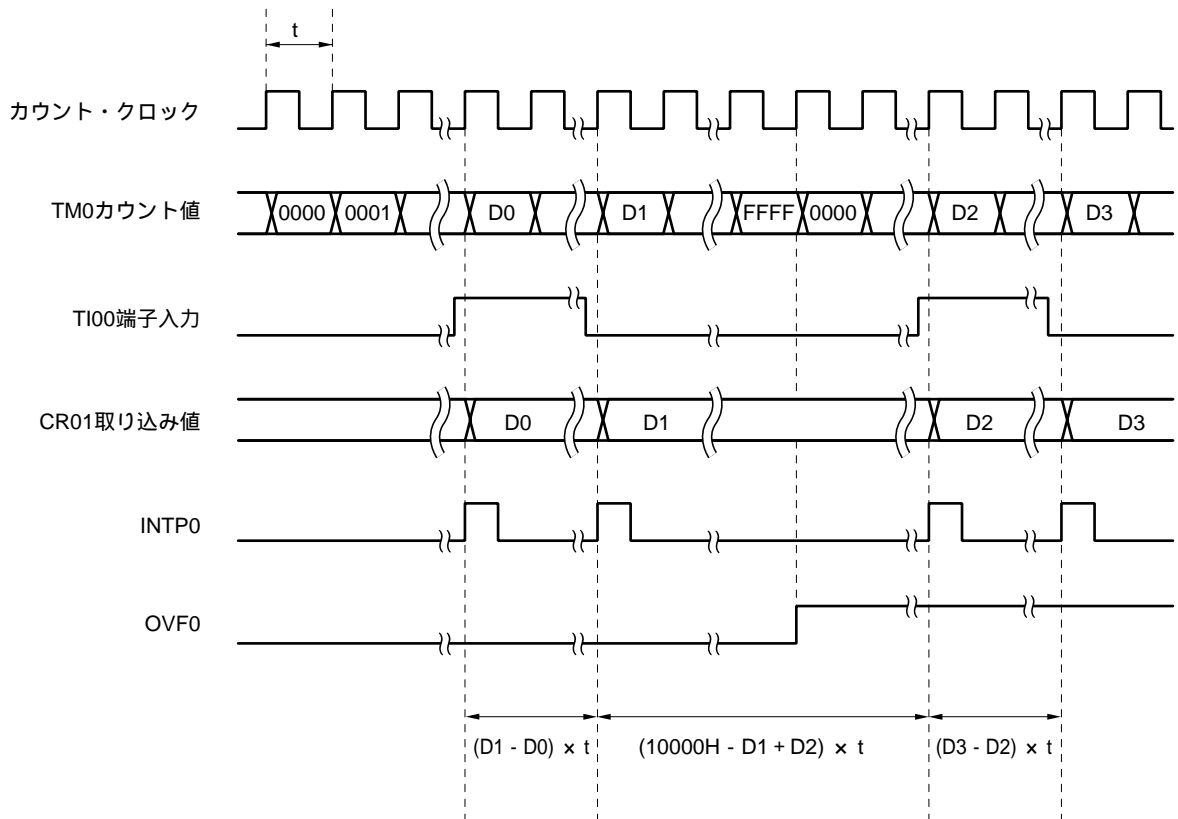 t
カウント・クロック
TM0カウント値
0000 0001 D0 D1 FFFF 0000 D2 D3
TI00端子入力
CR01取り込み値
D0 D1 D2 D3
INTP0
OVF0
(D1 - D0) × t (10000H - D1 + D2) × t (D3 - D2) × t